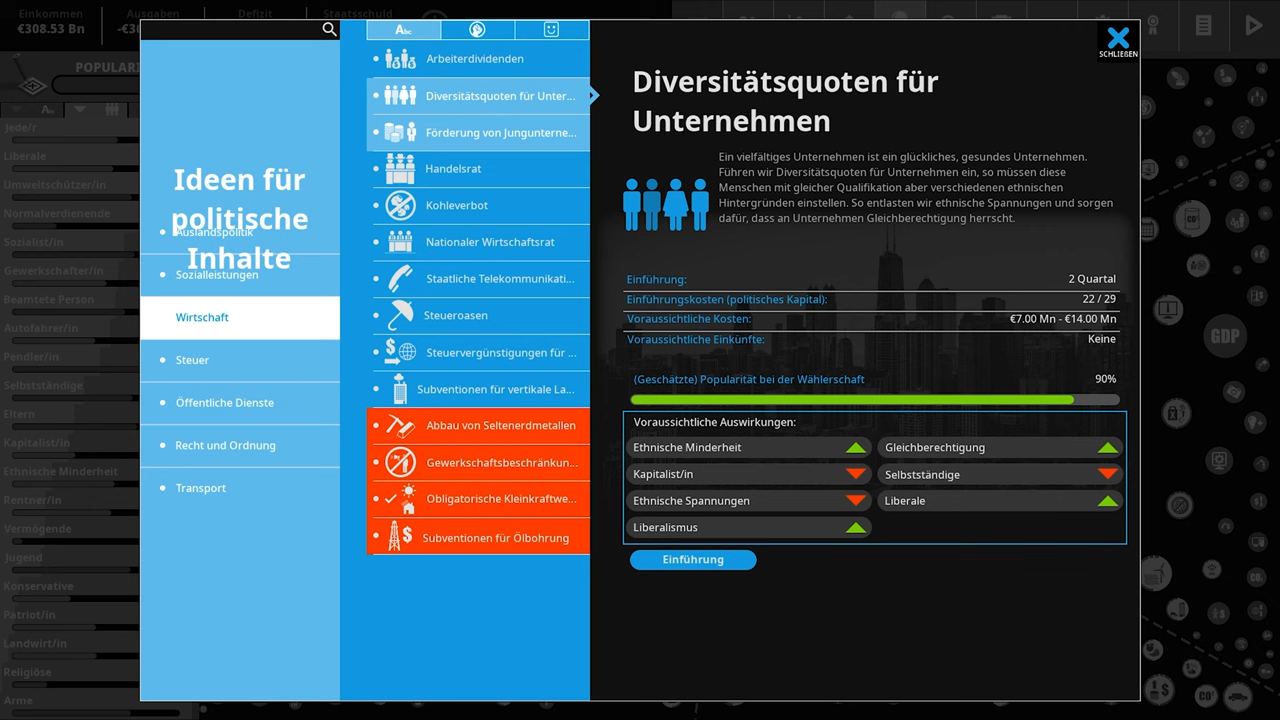 Einkommen
Ausgaben
Defizit
Staatsschuld
€308.53 Bn
SCHLIEẞEN
POPULARI
Jede/r
Liberale
Umweltschützer/in
Normalverdienende
Sozialist/in
Gewerkschafter/in
Beamtete Person
Autofahrer/in
Pendler/in
Selbstständige
Eltern
Kapitalist/in
Ethnische Minderheit
Rentner/in
Vermögende
Jugend
Konservative
Patriot/in
Landwirt/in
Religiöse
Arme
Ideen für
politische
Inhalte
Auslandspolitik
Sozialleistungen
Wirtschaft
Steuer
Öffentliche Dienste
Recht und Ordnung
Transport
Abc
Arbeiterdividenden
Diversitätsquoten für Unter...
Förderung von Jungunterne...
Handelsrat
Kohleverbot
Nationaler Wirtschaftsrat
Staatliche Telekommunikati...
Steueroasen
Steuervergünstigungen für ...
Subventionen für vertikale La...
Abbau von Seltenerdmetallen
Gewerkschaftsbeschränkun...
Obligatorische Kleinkraftwe...
Subventionen für Ölbohrung
Diversitätsquoten für
Unternehmen
Ein vielfältiges Unternehmen ist ein glückliches, gesundes Unternehmen.
Führen wir Diversitätsquoten für Unternehmen ein, so müssen diese
Menschen mit gleicher Qualifikation aber verschiedenen ethnischen
Hintergründen einstellen. So entlasten wir ethnische Spannungen und sorgen
dafür, dass an Unternehmen Gleichberechtigung herrscht.
Einführung: 2 Quartal
Einführungskosten (politisches Kapital): 22 / 29
Voraussichtliche Kosten: €7.00 Mn - €14.00 Mn
Voraussichtliche Einkünfte: Keine
(Geschätzte) Popularität bei der Wählerschaft 90%
Voraussichtliche Auswirkungen:
Ethnische Minderheit Gleichberechtigung
Kapitalist/in Selbstständige
Ethnische Spannungen Liberale
Liberalismus
Einführung
GDP